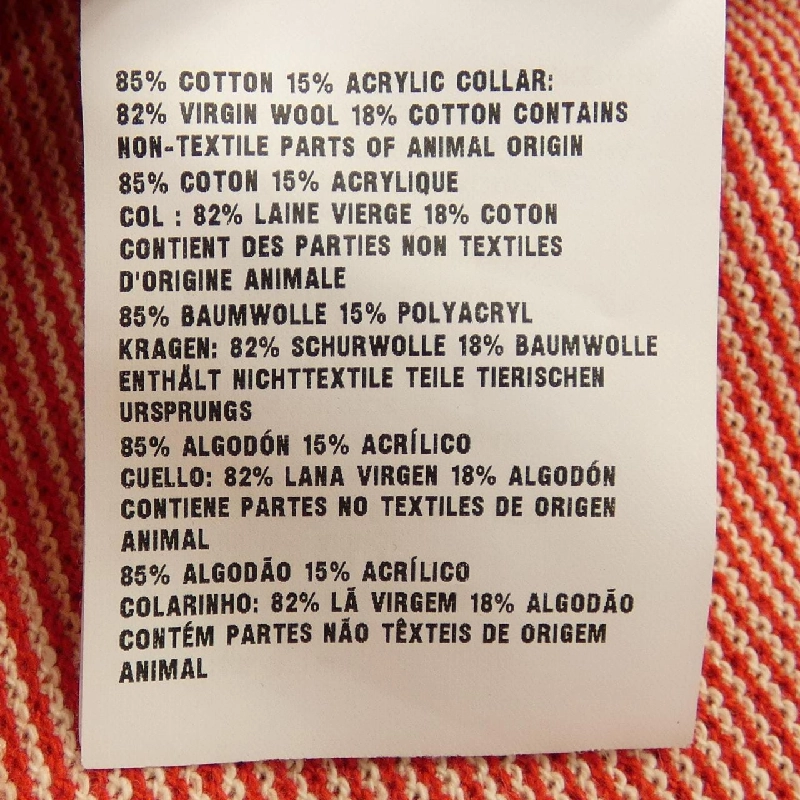 85% COTTON 15% ACRYLIC COLLAR:
82% VIRGIN WOOL 18% COTTON CONTAINS
NON-TEXTILE PARTS OF ANIMAL ORIGIN
85% COTON 15% ACRYLIQUE
COL : 82% LAINE VIERGE 18% COTON
CONTIENT DES PARTIES NON TEXTILES
D'ORIGINE ANIMALE
85% BAUMWOLLE 15% POLYACRYL
KRAGEN: 82% SCHURWOLLE 18% BAUMWOLLE
ENTHÄLT NICHTTEXTILE TEILE TIERISCHEN
URSPRUNGS
85% ALGODÓN 15% ACRÍLICO
CUELLO: 82% LANA VIRGEN 18% ALGODÓN
CONTIENE PARTES NO TEXTILES DE ORIGEN
ANIMAL
85% ALGODÃO 15% ACRÍLICO
COLARINHO: 82% LÃ VIRGEM 18% ALGODÃO
CONTÉM PARTES NÃO TÊXTEIS DE ORIGEM
ANIMAL